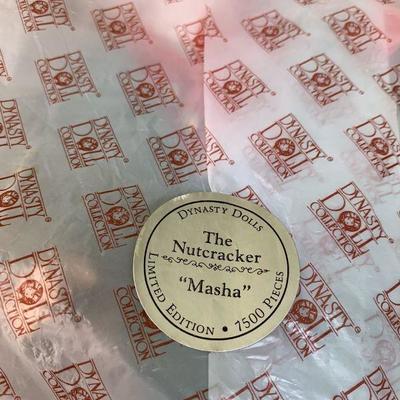 DYNASTY DOLLS
The
Nutcracker
"Masha"
LIMITED EDITION • 7500 PIECES
DYNASTY
DOLL
COLLECTION